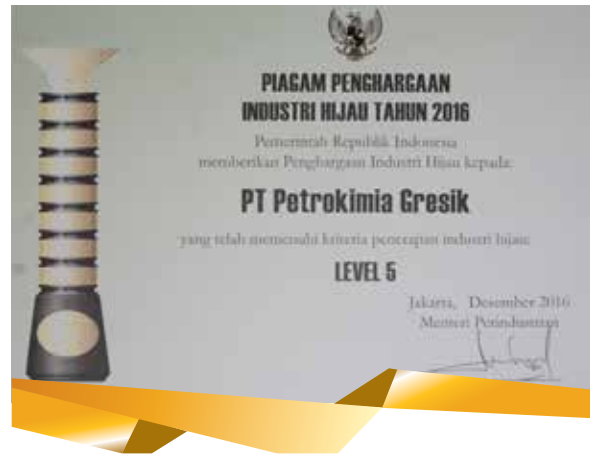 PIAGAM PENGHARGAAN
INDUSTRI HIJAU TAHUN 2016
Pemerintah Republik Indonesia
memberikan Penghargaan Industri Hijau kepada:
PT Petrokimia Gresik
yang telah memenuhi kriteria penerapan industri hijau:
LEVEL 5
Jakarta, Desember 2016
Menteri Perindustrian